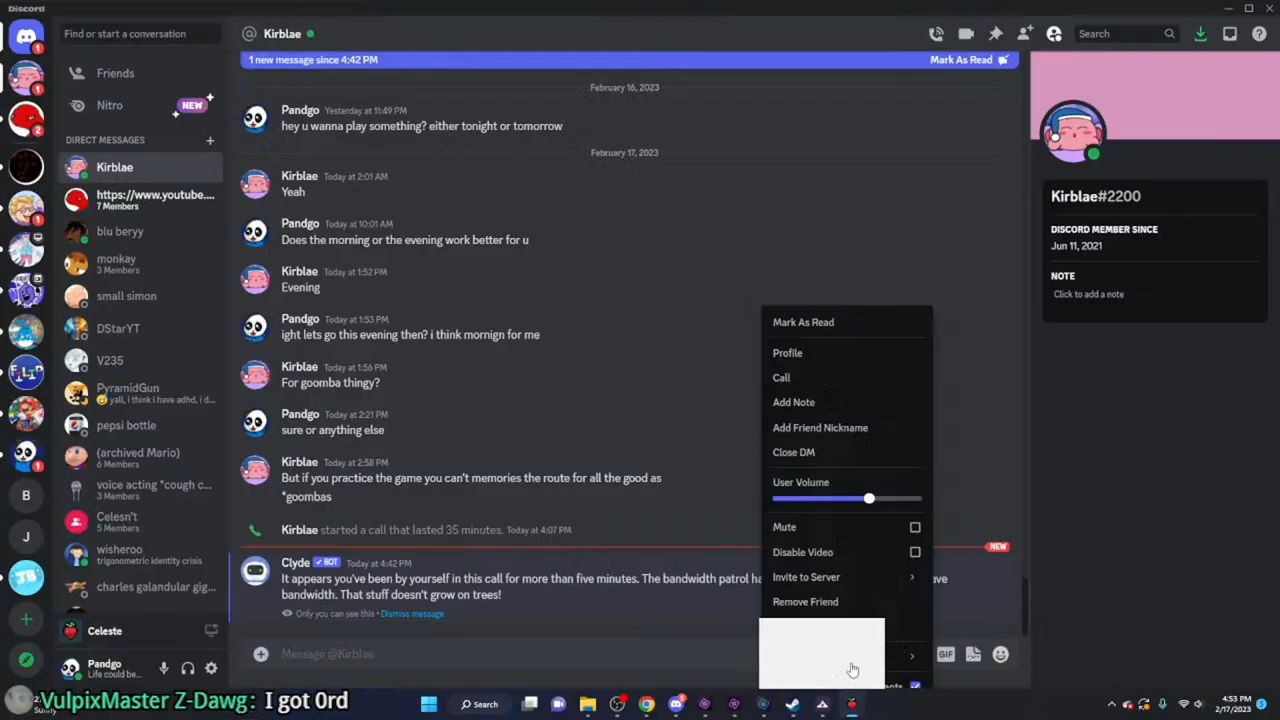 Discord
Find or start a conversation
Kirblae
Search
1 new message since 4:42 PM
Mark As Read
Friends
Nitro
NEW
DIRECT MESSAGES
Kirblae
https://www.youtube....
7 Members
blu beryy
monkay
3 Members
small simon
DStarYT
V235
PyramidGun
yall, i think i have adhd, i d...
pepsi bottle
(archived Mario)
6 Members
voice acting *cough c...
3 Members
Celesn't
5 Members
wisheroo
trigonometric identity crisis
charles galandular gi...
Celeste
Pandgo
Life could be...
1
1
2
1
FILIP
1
B
J
JB
February 16, 2023
Pandgo Yesterday at 11:49 PM
hey u wanna play something? either tonight or tomorrow
February 17, 2023
Kirblae Today at 2:01 AM
Yeah
Pandgo Today at 10:01 AM
Does the morning or the evening work better for u
Kirblae Today at 1:52 PM
Evening
Pandgo Today at 1:53 PM
ight lets go this evening then? i think mornign for me
Kirblae Today at 1:56 PM
For goomba thingy?
Pandgo Today at 2:21 PM
sure or anything else
Kirblae Today at 2:58 PM
But if you practice the game you can't memories the route for all the good as
*goombas
Kirblae started a call that lasted 35 minutes. Today at 4:07 PM
NEW
Clyde BOT Today at 4:42 PM
It appears you've been by yourself in this call for more than five minutes. The bandwidth patrol ha
bandwidth. That stuff doesn't grow on trees!
Only you can see this • Dismiss message
Message @Kirblae
GIF
Mark As Read
Profile
Call
Add Note
Add Friend Nickname
Close DM
User Volume
Mute
Disable Video
Invite to Server
Remove Friend
Kirblae#2200
DISCORD MEMBER SINCE
Jun 11, 2021
NOTE
Click to add a note
VulpixMaster Z-Dawg: I got 0rd
Search
4:53 PM
2/17/2023